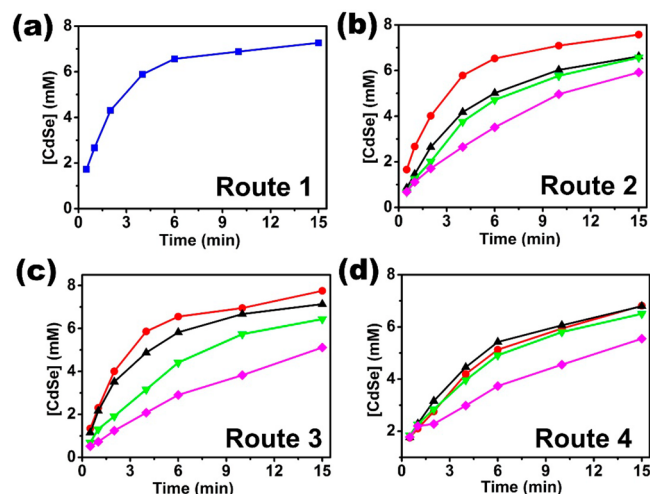 (a)
8
6
4
2
0
[CdSe] (mM)
Route 1
0 3 6 9 12 15
Time (min)
(b)
8
6
4
2
0
[CdSe] (mM)
Route 2
0 3 6 9 12 15
Time (min)
(c)
8
6
4
2
0
[CdSe] (mM)
Route 3
0 3 6 9 12 15
Time (min)
(d)
8
6
4
2
[CdSe] (mM)
Route 4
0 3 6 9 12 15
Time (min)